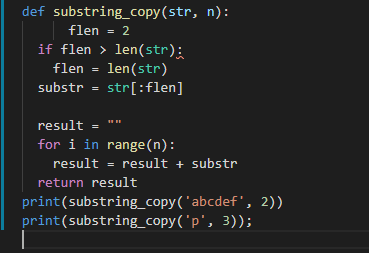 def substring_copy(str, n):
        flen = 2
  if flen > len(str):
    flen = len(str)
  substr = str[:flen]

  result = ""
  for i in range(n):
    result = result + substr
  return result
print(substring_copy('abcdef', 2))
print(substring_copy('p', 3));